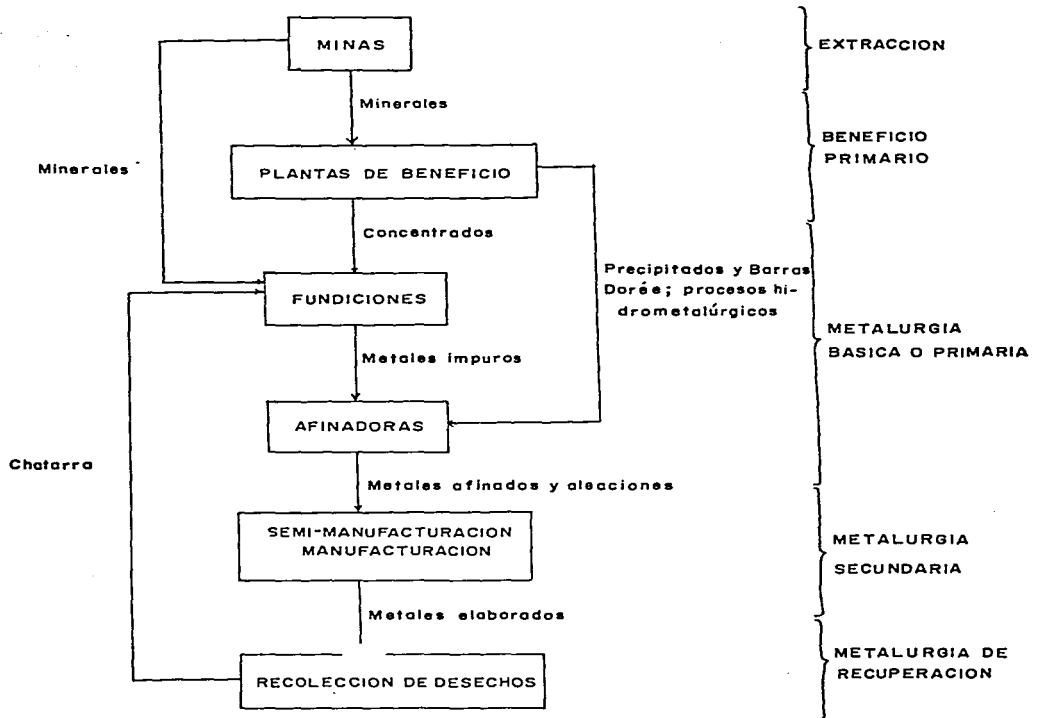 MINAS
EXTRACCION
Minerales
BENEFICIO
PRIMARIO
Minerales
PLANTAS DE BENEFICIO
Concentrados
Precipitados y Barras
Dorée; procesos hi-
drometalúrgicos
FUNDICIONES
METALURGIA
BASICA O PRIMARIA
Metales impuros
AFINADORAS
Chatarra
Metales afinados y aleaciones
SEMI-MANUFACTURACION
MANUFACTURACION
METALURGIA
SECUNDARIA
Metales elaborados
METALURGIA DE
RECUPERACION
RECOLECCION DE DESECHOS